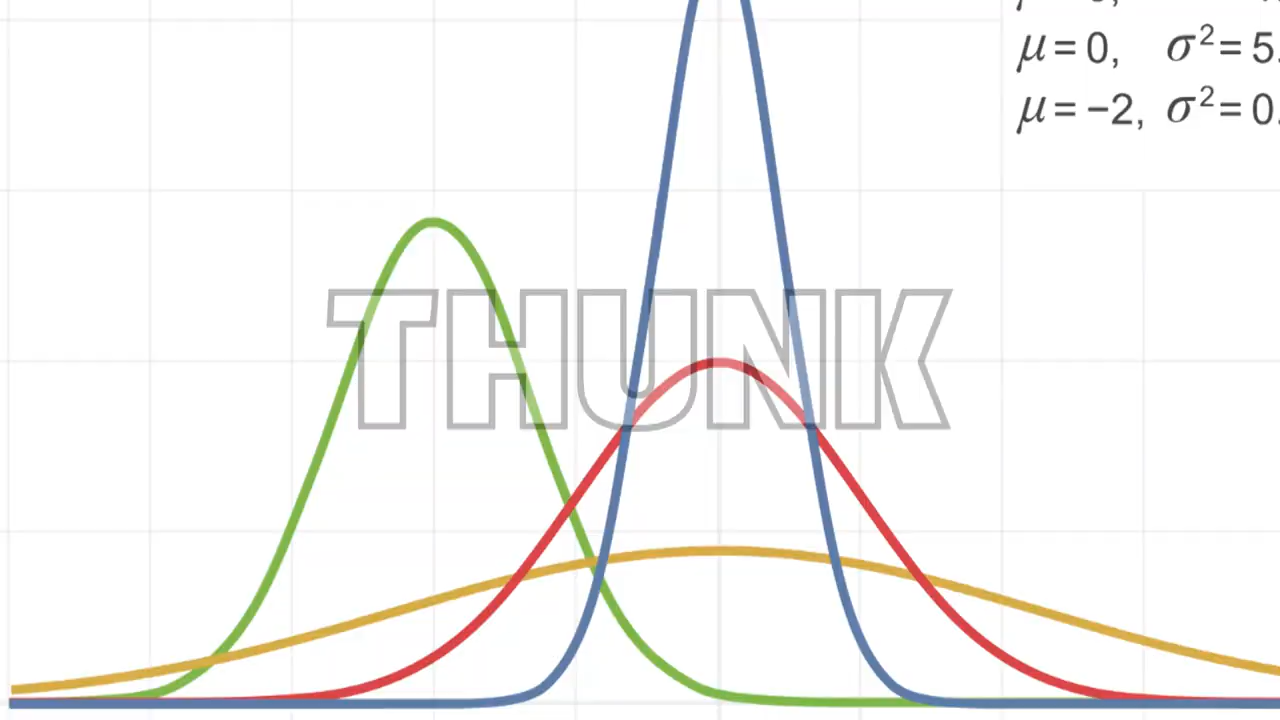 μ = 0, σ² = 5.
μ = −2, σ² = 0.
THUNK